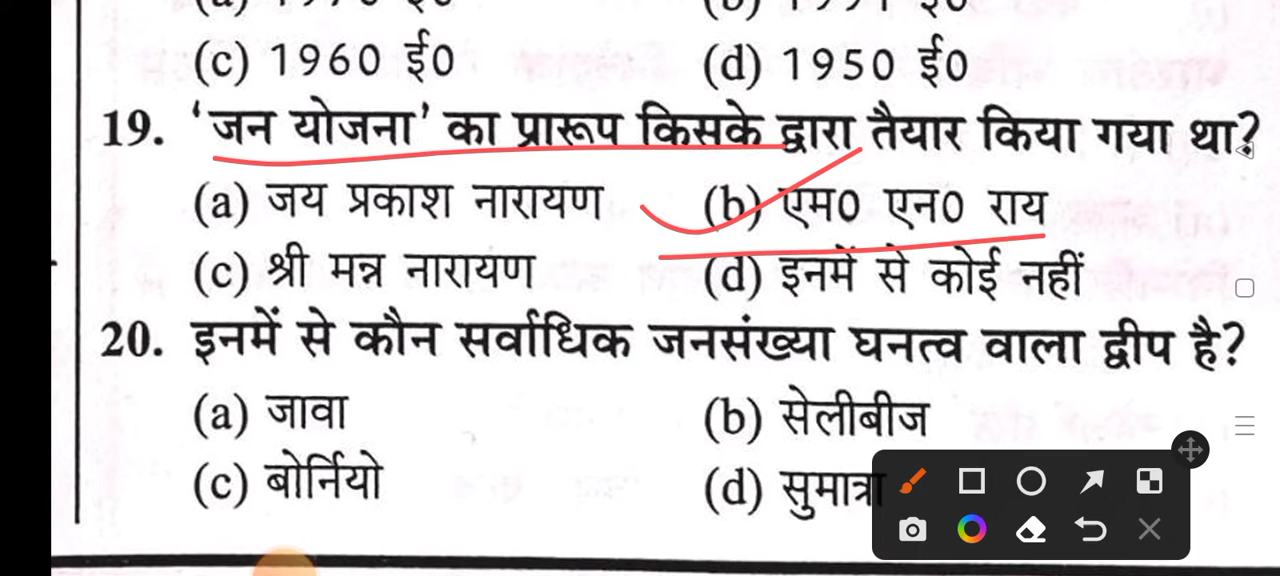 (c) 1960 ई0 (d) 1950 ई0
19. 'जन योजना' का प्रारूप किसके द्वारा तैयार किया गया था?
(a) जय प्रकाश नारायण (b) एम0 एन0 राय
(c) श्री मन्न नारायण (d) इनमें से कोई नहीं
20. इनमें से कौन सर्वाधिक जनसंख्या घनत्व वाला द्वीप है?
(a) जावा (b) सेलीबीज
(c) बोर्नियो (d) सुमात्रा